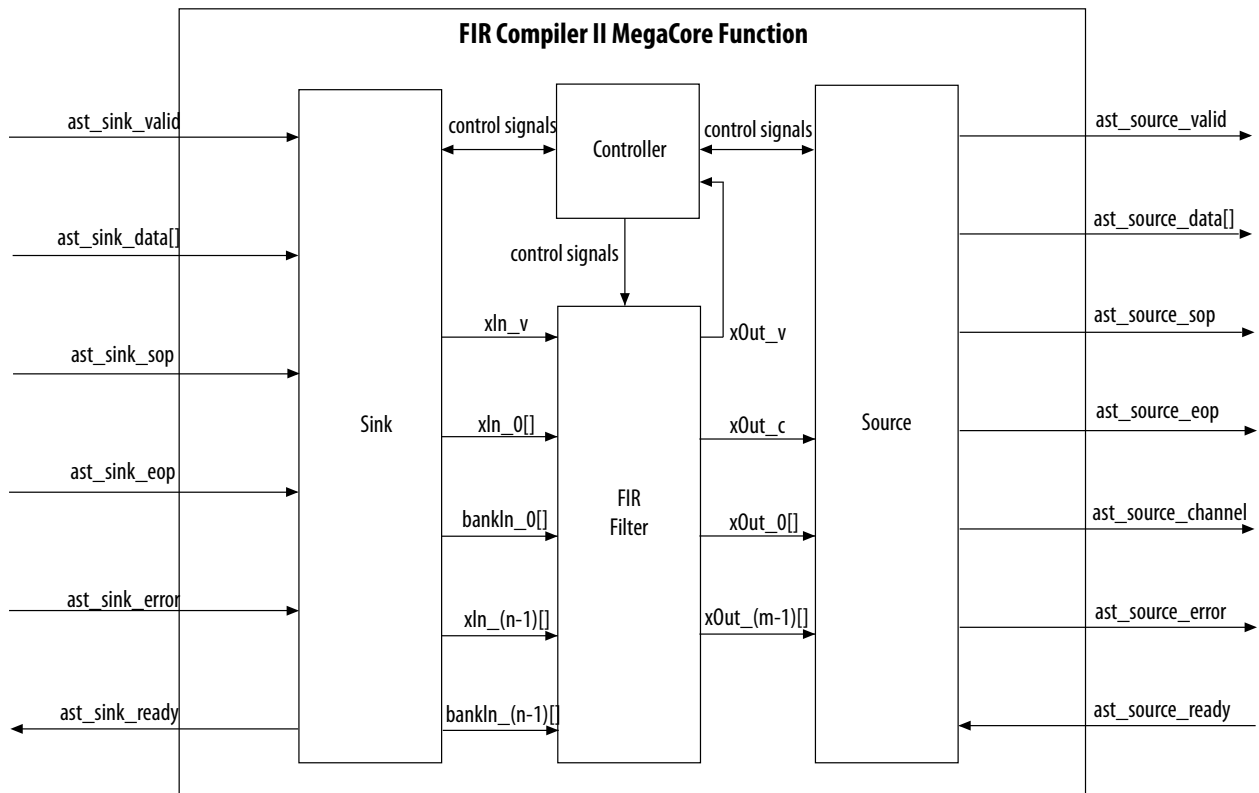 FIR Compiler II MegaCore Function
ast_sink_valid
control signals
Controller
control signals
ast_source_valid
ast_sink_data[]
control signals
ast_source_data[]
xIn_v
xOut_v
ast_source_sop
ast_sink_sop
Sink
xIn_0[]
xOut_c
Source
ast_source_eop
ast_sink_eop
FIR
Filter
bankIn_0[]
xOut_0[]
ast_source_channel
ast_sink_error
xIn_(n-1)[]
xOut_(m-1)[]
ast_source_error
ast_sink_ready
bankIn_(n-1)[]
ast_source_ready